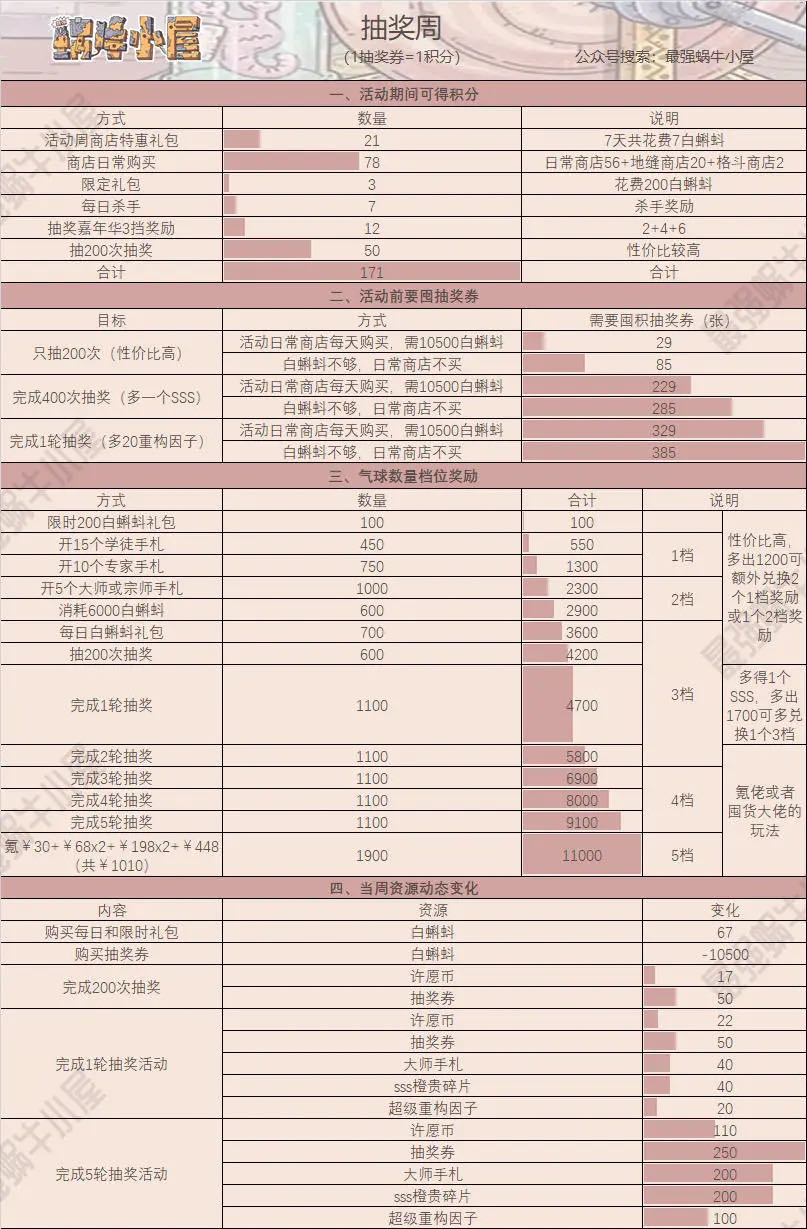 蜗牛小屋
抽奖周
(1抽奖券=1积分)
公众号搜索：最强蜗牛小屋
一、活动期间可得积分
方式 数量 说明
活动周商店特惠礼包 21 7天共花费7白蝌蚪
商店日常购买 78 日常商店56+地缝商店20+格斗商店2
限定礼包 3 花费200白蝌蚪
每日杀手 7 杀手奖励
抽奖嘉年华3挡奖励 12 2+4+6
抽200次抽奖 50 性价比较高
合计 171 合计
二、活动前要囤抽奖券
目标 方式 需要囤积抽奖券（张）
只抽200次（性价比高） 活动日常商店每天购买，需10500白蝌蚪 29
白蝌蚪不够，日常商店不买 85
完成400次抽奖（多一个SSS） 活动日常商店每天购买，需10500白蝌蚪 229
白蝌蚪不够，日常商店不买 285
完成1轮抽奖（多20重构因子） 活动日常商店每天购买，需10500白蝌蚪 329
白蝌蚪不够，日常商店不买 385
三、气球数量档位奖励
方式 数量 合计 说明
限时200白蝌蚪礼包 100 100
开15个学徒手札 450 550
开10个专家手札 750 1300
1档
开5个大师或宗师手札 1000 2300
消耗6000白蝌蚪 600 2900
2档
每日白蝌蚪礼包 700 3600
抽200次抽奖 600 4200
性价比高，
多出1200可
额外兑换2
个1档奖励
或1个2档奖
励
完成1轮抽奖 1100 4700
3档
多得1个
SSS，多出
1700可多兑
换1个3档
完成2轮抽奖 1100 5800
完成3轮抽奖 1100 6900
完成4轮抽奖 1100 8000
完成5轮抽奖 1100 9100
4档
氪￥30+￥68x2+￥198x2+￥448
（共￥1010） 1900 11000 5档
氪佬或者
囤货大佬的
玩法
四、当周资源动态变化
内容 资源 变化
购买每日和限时礼包 白蝌蚪 67
购买抽奖券 白蝌蚪 -10500
完成200次抽奖 许愿币 17
抽奖券 50
完成1轮抽奖活动 许愿币 22
抽奖券 50
大师手札 40
sss橙贵碎片 40
超级重构因子 20
完成5轮抽奖活动 许愿币 110
抽奖券 250
大师手札 200
sss橙贵碎片 200
超级重构因子 100